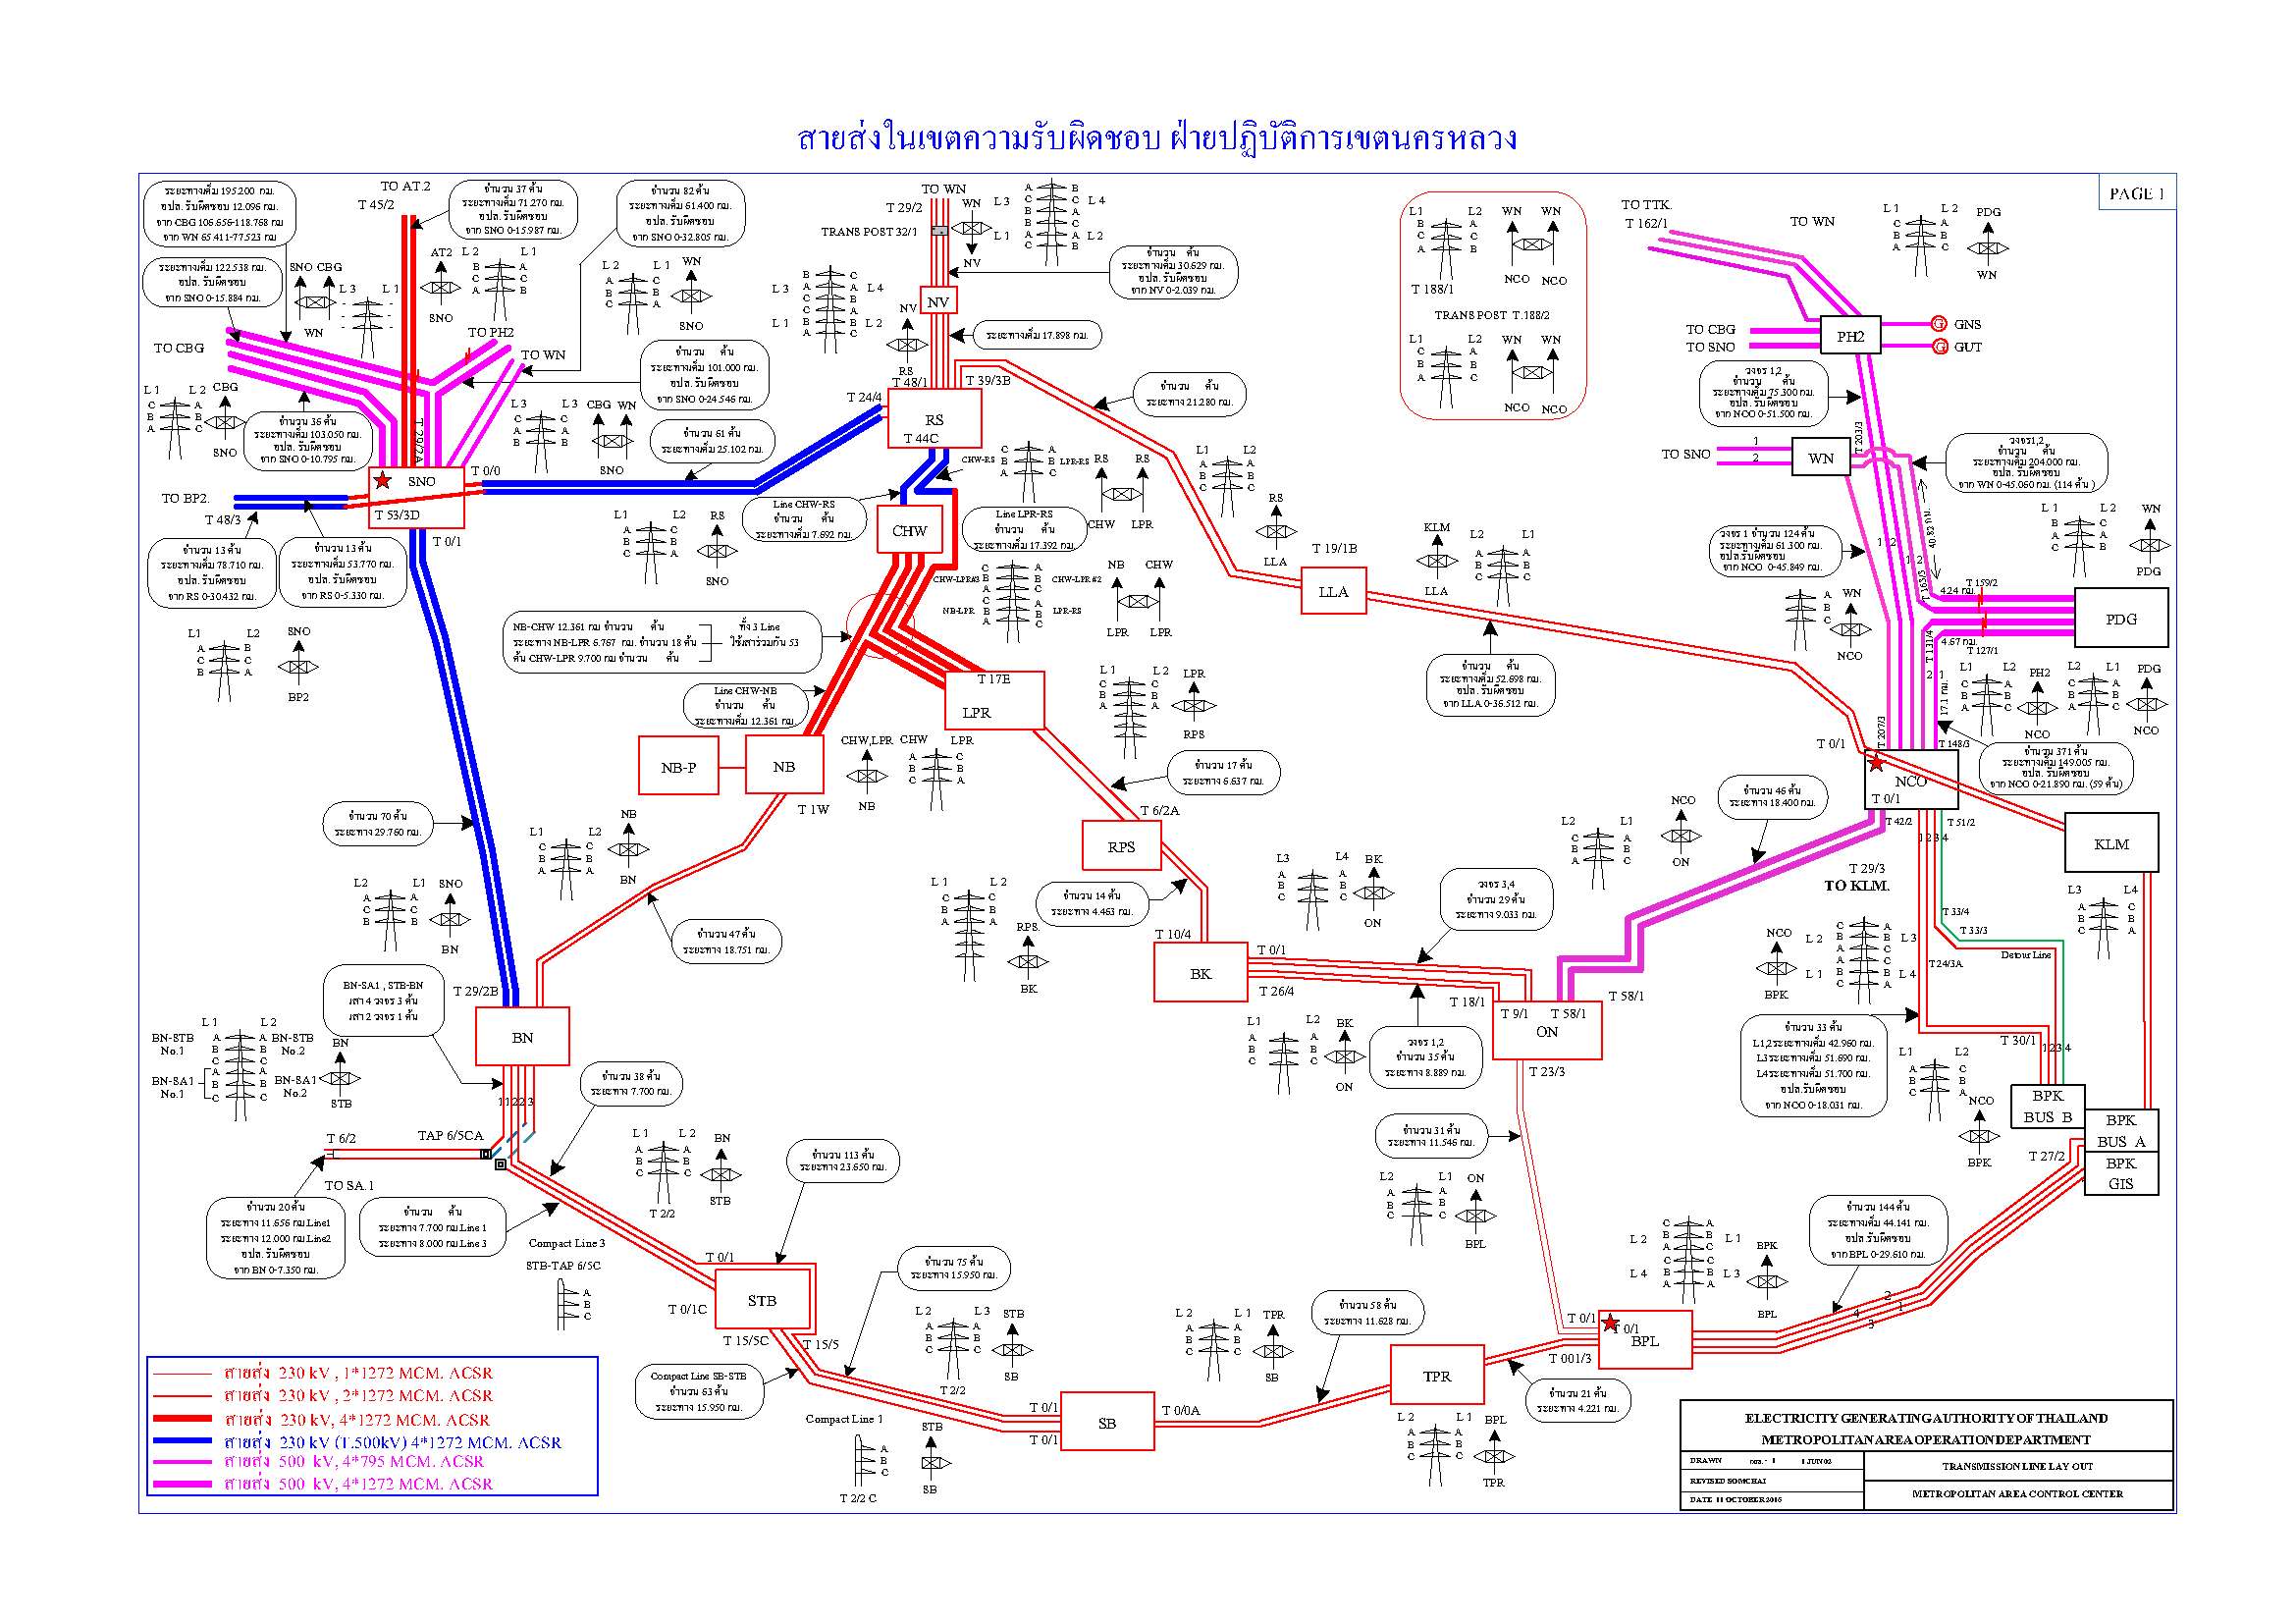 สายส่งในเขตความรับผิดชอบ ฝ่ายปฏิบัติการเขตนครหลวง
PAGE 1
ระยะทางเต็ม 195.200 กม.
อปล. รับผิดชอบ 12.096 กม.
จาก CBG 106.656-118.768 กม
จาก WN 65.411-77.523 กม
TO AT.2
T 45/2
จำนวน 37 ต้น
ระยะทางเต็ม 71.270 กม.
อปล. รับผิดชอบ
จาก SNO 0-15.987 กม.
จำนวน 82 ต้น
ระยะทางเต็ม 61.400 กม.
อปล. รับผิดชอบ
จาก SNO 0-32.805 กม.
ระยะทางเต็ม 122.538 กม.
อปล. รับผิดชอบ
จาก SNO 0-15.884 กม.
SNO CBG
WN
L 3
L 1
AT2
SNO
L 2
L 1
L 2
L 1
WN
SNO
TO CBG
TO PH2
TO WN
จำนวน ต้น
ระยะทางเต็ม 101.000 กม.
อปล. รับผิดชอบ
จาก SNO 0-24.546 กม.
L 1
L 2
CBG
SNO
จำนวน 36 ต้น
ระยะทางเต็ม 103.050 กม.
อปล. รับผิดชอบ
จาก SNO 0-10.795 กม.
T 29/2A
L 3
L 3
CBG WN
SNO
จำนวน 61 ต้น
ระยะทางเต็ม 25.102 กม.
T 0/0
SNO
T 53/3D
T 0/1
TO BP2.
T 48/3
จำนวน 13 ต้น
ระยะทางเต็ม 78.710 กม.
อปล. รับผิดชอบ
จาก RS 0-30.432 กม.
จำนวน 13 ต้น
ระยะทางเต็ม 53.770 กม.
อปล. รับผิดชอบ
จาก RS 0-5.330 กม.
L1
L2
SNO
BP2
TO WN
T 29/2
TRANS POST 32/1
WN
NV
L 3
L 4
L 1
L 2
จำนวน ต้น
ระยะทางเต็ม 30.629 กม.
อปล. รับผิดชอบ
จาก NV 0-2.039 กม.
L 3
L 4
L 1
L 2
NV
RS
NV
ระยะทางเต็ม 17.898 กม.
T 48/1
T 39/3B
T 24/4
RS
T 44C
จำนวน ต้น
ระยะทาง 21.280 กม.
L1
L2
WN
WN
NCO
NCO
T 188/1
TRANS POST T.188/2
L1
L2
WN
WN
NCO
NCO
TO TTK.
T 162/1
TO WN
L 1
L 2
PDG
WN
TO CBG
TO SNO
PH2
G
GNS
G
GUT
วงจร 1,2
จำนวน ต้น
ระยะทางเต็ม 75.300 กม.
อปล. รับผิดชอบ
จาก NCO 0-51.500 กม.
T 203/3
TO SNO
1
2
WN
วงจร1,2
จำนวน ต้น
ระยะทางเต็ม 204.000 กม.
อปล. รับผิดชอบ
จาก WN 0-45.060 กม. (114 ต้น )
วงจร 1 จำนวน 124 ต้น
ระยะทางเต็ม 61.300 กม.
อปล.รับผิดชอบ
จาก NCO 0-45.849 กม.
40.82 กม.
T 163/3
T 159/2
4.24 กม.
4.67 กม.
T 127/1
T 131/4
17.1 กม.
L 1
L 2
WN
PDG
PDG
WN
NCO
L1
L2
PH2
NCO
L2
L1
PDG
NCO
T 207/3
T 148/3
จำนวน 371 ต้น
ระยะทางเต็ม 149.005 กม.
อปล. รับผิดชอบ
จาก NCO 0-21.890 กม. (59 ต้น)
Line CHW-RS
จำนวน ต้น
ระยะทางเต็ม 7.692 กม.
CHW-RS
LPR-RS
RS
RS
CHW
LPR
CHW
Line LPR-RS
จำนวน ต้น
ระยะทางเต็ม 17.392 กม.
L1
L2
RS
SNO
L1
L2
RS
LLA
T 19/1B
LLA
LLA
KLM
LLA
L2
L1
CHW-LPR#3
CHW-LPR #2
NB-LPR
LPR-RS
NB
CHW
LPR
LPR
NB-CHW 12.361 กม จำนวน ต้น
ระยะทาง NB-LPR 6.767 กม. จำนวน 18 ต้น
ต้น CHW-LPR 9.700 กม จำนวน ต้น
ทั้ง 3 Line
ใช้เสาร่วมกัน 53
จำนวน ต้น
ระยะทางเต็ม 52.698 กม.
อปล. รับผิดชอบ
จาก LLA 0-36.512 กม.
Line CHW-NB
จำนวน ต้น
ระยะทางเต็ม 12.361 กม.
T 17E
LPR
L 1
L 2
LPR
RPS
NB-P
NB
T 1W
CHW,LPR
NB
CHW
LPR
จำนวน 17 ต้น
ระยะทาง 6.637 กม.
T 6/2A
RPS
T 0/1
NCO
T 0/1
T 42/2
T 51/2
1 2 3 4
จำนวน 46 ต้น
ระยะทาง 18.400 กม.
NCO
ON
L2
L1
KLM
T 29/3
TO KLM.
L3
L4
T 33/4
T 33/3
Detour Line
T24/3A
NCO
BPK
L 2
L 3
L 1
L 4
จำนวน 70 ต้น
ระยะทาง 29.760 กม.
L1
L2
NB
BN
L2
L1
SNO
BN
จำนวน 47 ต้น
ระยะทาง 18.751 กม.
จำนวน 14 ต้น
ระยะทาง 4.463 กม.
L 1
L 2
RPS.
BK
T 10/4
BK
T 0/1
T 26/4
L3
L4
BK
ON
วงจร 3,4
จำนวน 29 ต้น
ระยะทาง 9.033 กม.
T 18/1
T 9/1
T 58/1
ON
T 58/1
T 23/3
L1
L2
BK
ON
วงจร 1,2
จำนวน 35 ต้น
ระยะทาง 8.889 กม.
จำนวน 33 ต้น
L1,2ระยะทางเต็ม 42.960 กม.
L3ระยะทางเต็ม 51.690 กม.
L4ระยะทางเต็ม 51.700 กม.
อปล.รับผิดชอบ
จาก NCO 0-18.031 กม.
T 30/1
1 2 3 4
L1
L2
NCO
BPK
BPK
BUS B
BPK
BUS A
BPK
GIS
T 27/2
BN-SA1 , STB-BN
เสา 4 วงจร 3 ต้น
เสา 2 วงจร 1 ต้น
T 29/2B
BN
BN-STB
No.1
L 1
L 2
BN-STB
No.2
BN-SA1
No.1
BN-SA1
No.2
BN
STB
จำนวน 38 ต้น
ระยะทาง 7.700 กม.
TAP 6/5CA
T 6/2
TO SA.1
จำนวน 20 ต้น
ระยะทาง 11.656 กม.Line1
ระยะทาง 12.000 กม.Line2
อปล. รับผิดชอบ
จาก BN 0-7.350 กม.
จำนวน ต้น
ระยะทาง 7.700 กม.Line 1
ระยะทาง 8.000 กม.Line 3
L 1
L 2
BN
STB
T 2/2
จำนวน 113 ต้น
ระยะทาง 23.650 กม.
จำนวน 31 ต้น
ระยะทาง 11.546 กม.
L2
L1
ON
BPL
Compact Line 3
STB-TAP 6/5C
A
B
C
T 0/1
STB
T 0/1C
T 15/5C
T 15/5
จำนวน 75 ต้น
ระยะทาง 15.950 กม.
L 2
L 3
STB
SB
T 2/2
Compact Line SB-STB
จำนวน 63 ต้น
ระยะทาง 15.950 กม.
Compact Line 1
A
B
C
T 2/2 C
STB
SB
T 0/1
T 0/1
SB
T 0/0A
L 2
L 1
TPR
SB
จำนวน 58 ต้น
ระยะทาง 11.628 กม.
TPR
T 001/3
จำนวน 21 ต้น
ระยะทาง 4.221 กม.
L 2
L 1
BPL
TPR
T 0/1
T 0/1
BPL
L 2
L 1
L 4
L 3
BPK
BPL
จำนวน 144 ต้น
ระยะทางเต็ม 44.141 กม.
อปล.รับผิดชอบ
จาก BPL 0-29.610 กม.
2
1
4
3
สายส่ง 230 kV , 1*1272 MCM. ACSR
สายส่ง 230 kV , 2*1272 MCM. ACSR
สายส่ง 230 kV, 4*1272 MCM. ACSR
สายส่ง 230 kV (T.500kV) 4*1272 MCM. ACSR
สายส่ง 500 kV, 4*795 MCM. ACSR
สายส่ง 500 kV, 4*1272 MCM. ACSR
ELECTRICITY GENERATING AUTHORITY OF THAILAND
METROPOLITAN AREA OPERATION DEPARTMENT
DRAWN
REVISED SOMCHAI
DATE 11 OCTOBER 2005
TRANSMISSION LINE LAY OUT
METROPOLITAN AREA CONTROL CENTER